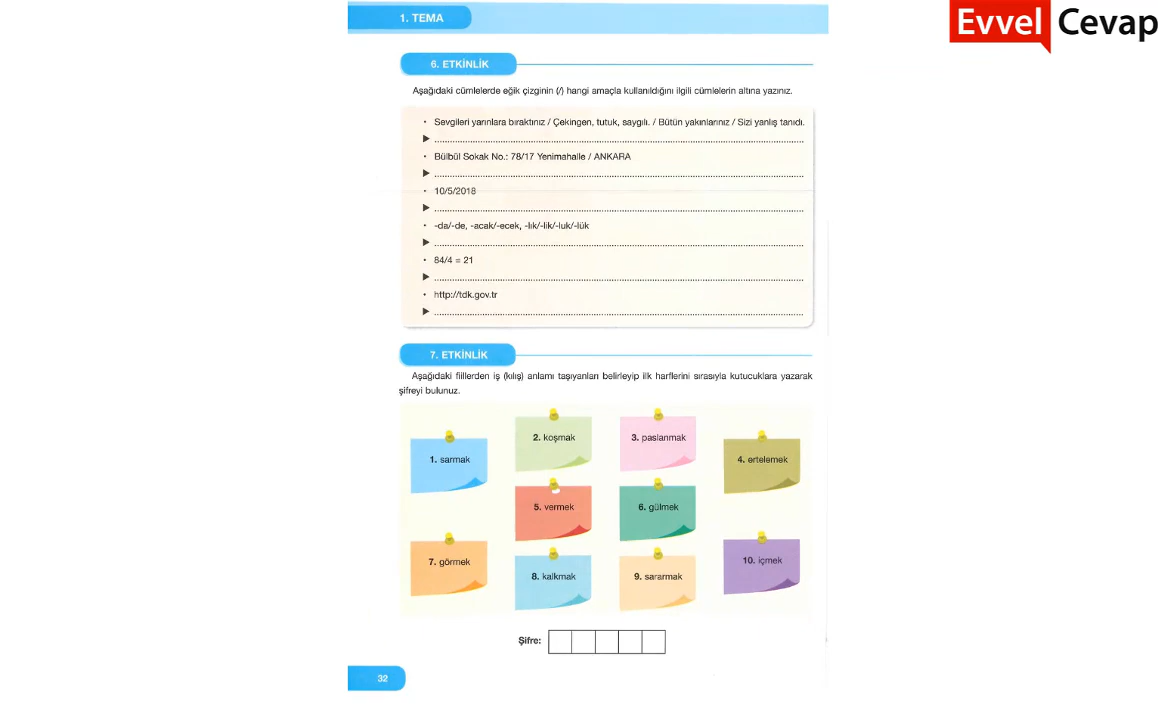 Evvel Cevap
1. TEMA
6. ETKİNLİK
Aşağıdaki cümlelerde eğik çizginin (/) hangi amaçla kullanıldığını ilgili cümlelerin altına yazınız.
• Sevgileri yarınlara bıraktınız / Çekingen, tutuk, saygılı. / Bütün yakınlarınız / Sizi yanlış tanıdı.
• Bülbül Sokak No.: 78/17 Yenimahalle / ANKARA
• 10/5/2018
• -da/-de, -acak/-ecek, -lık/-lik/-luk/-lük
• 84/4 = 21
• http://tdk.gov.tr
7. ETKİNLİK
Aşağıdaki fiillerden iş (kılış) anlamı taşıyanları belirleyip ilk harflerini sırasıyla kutucuklara yazarak
şifreyi bulunuz.
1. sarmak
2. koşmak
3. paslanmak
4. ertelemek
5. vermek
6. gülmek
7. görmek
8. kalkmak
9. sararmak
10. içmek
Şifre:
32